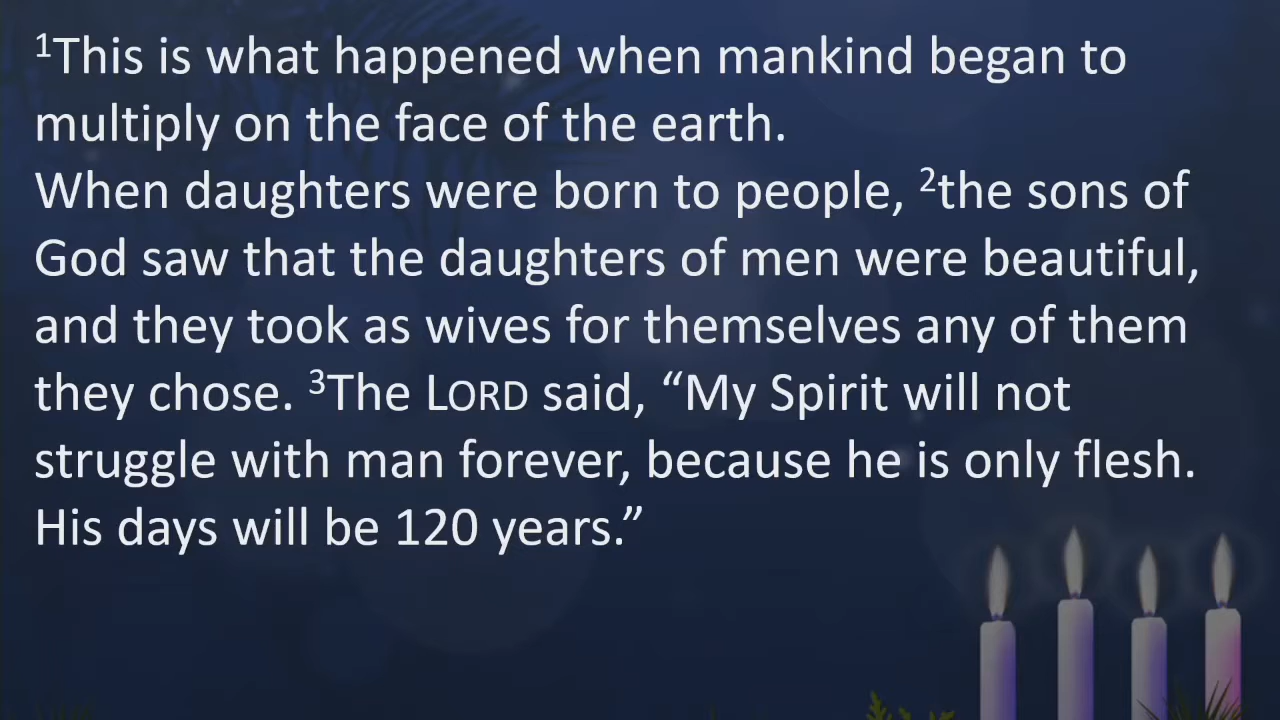 ¹This is what happened when mankind began to
multiply on the face of the earth.
When daughters were born to people, ²the sons of
God saw that the daughters of men were beautiful,
and they took as wives for themselves any of them
they chose. ³The LORD said, “My Spirit will not
struggle with man forever, because he is only flesh.
His days will be 120 years.”